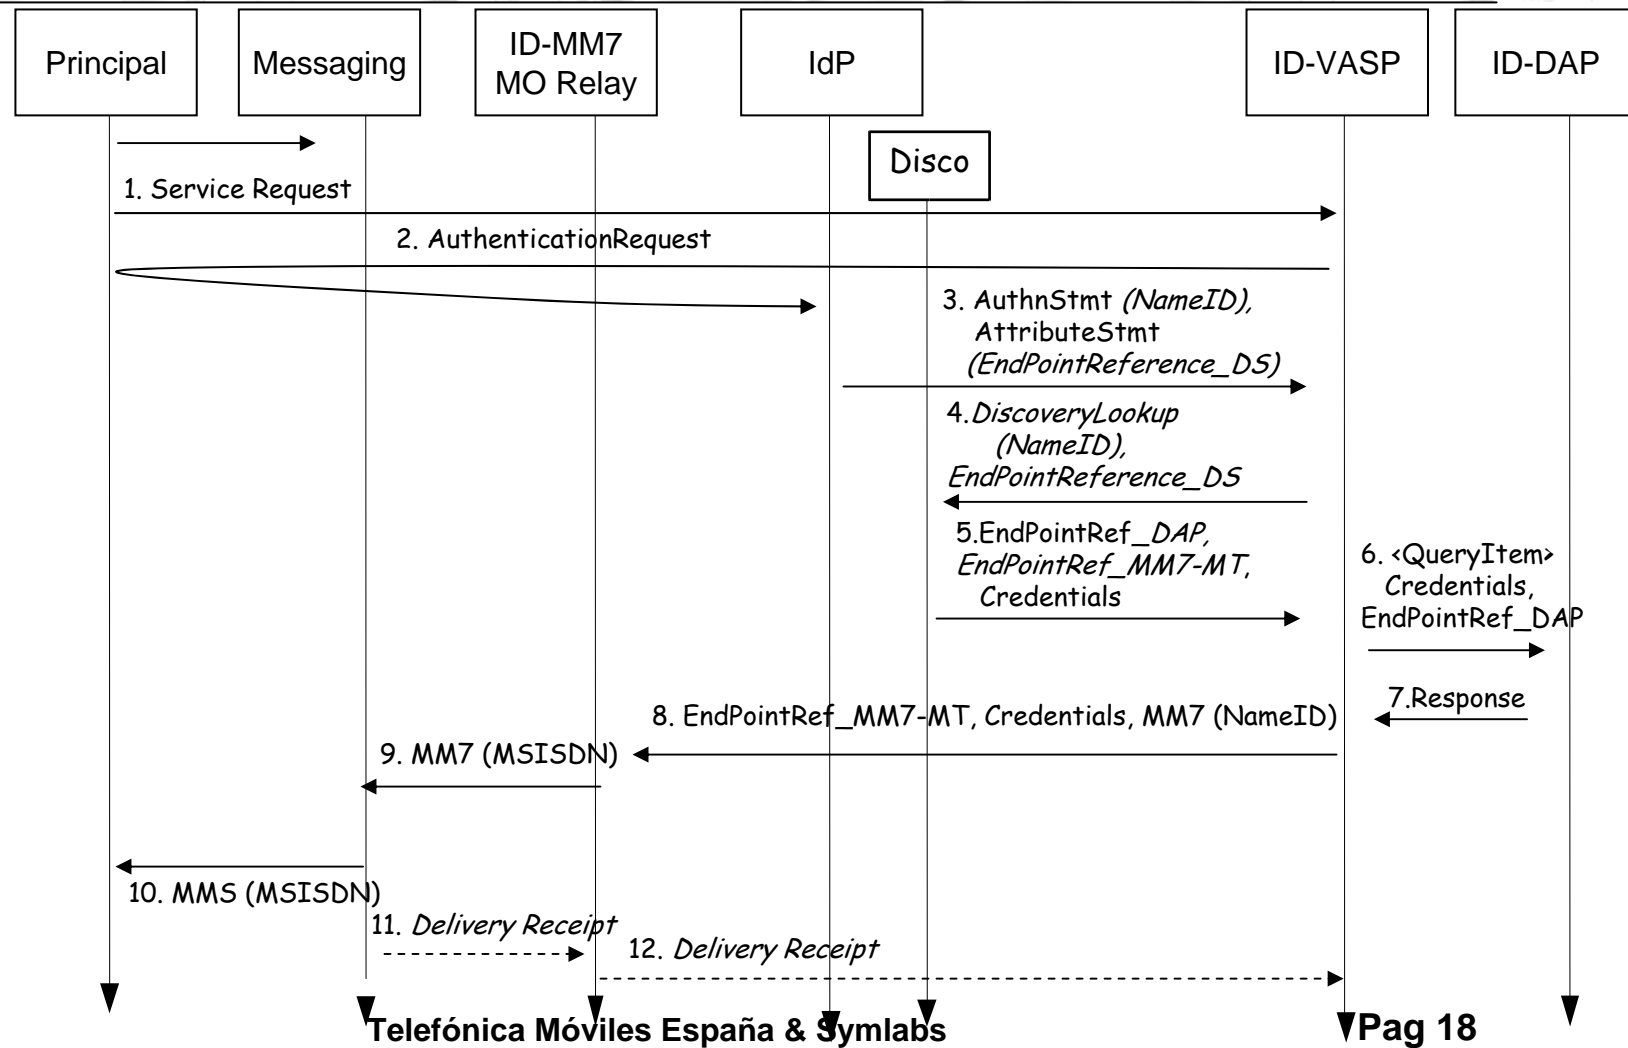 Principal
Messaging
ID-MM7
MO Relay
IdP
ID-VASP
ID-DAP
Disco
1. Service Request
2. AuthenticationRequest
3. AuthnStmt (NameID),
AttributeStmt
(EndPointReference_DS)
4.DiscoveryLookup
(NameID),
EndPointReference_DS
5.EndPointRef_DAP,
EndPointRef_MM7-MT,
Credentials
6. <QueryItem>
Credentials,
EndPointRef_DAP
7.Response
8. EndPointRef_MM7-MT, Credentials, MM7 (NameID)
9. MM7 (MSISDN)
10. MMS (MSISDN)
11. Delivery Receipt
12. Delivery Receipt
Telefónica Móviles España & Symlabs
Pag 18